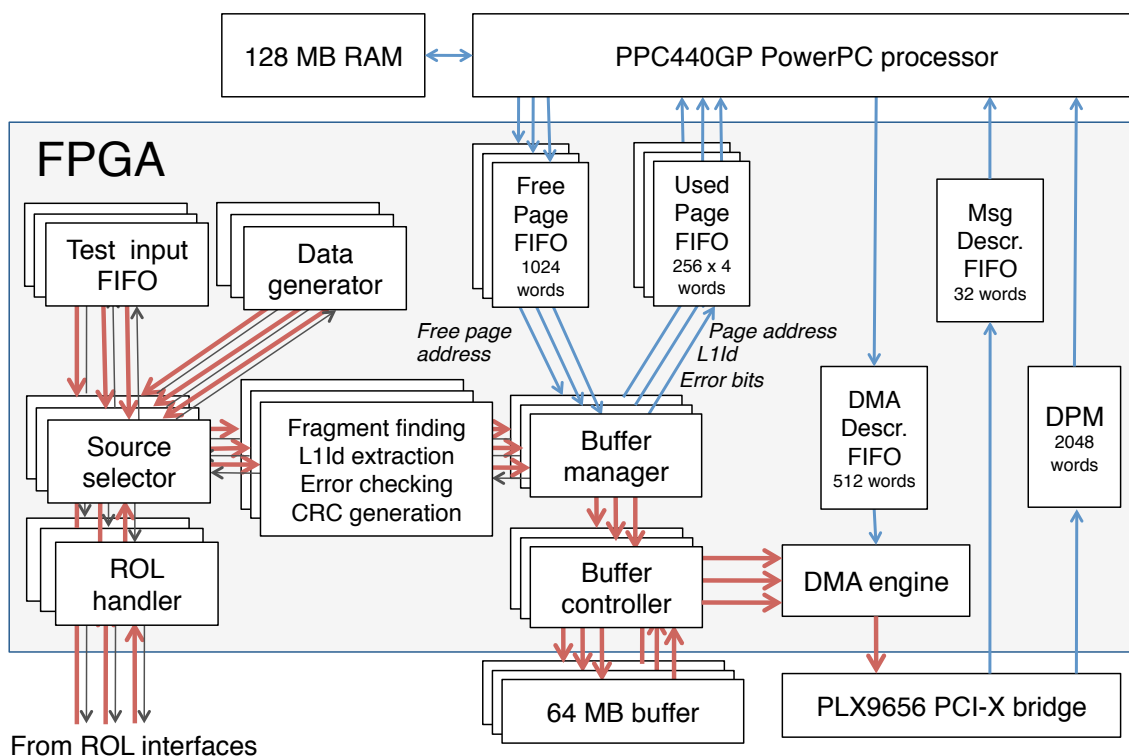 128 MB RAM
PPC440GP PowerPC processor
FPGA
Free
Page
FIFO
1024
words
Used
Page
FIFO
256 x 4
words
Msg
Descr.
FIFO
32 words
Test input
FIFO
Data
generator
Free page
address
Page address
L1Id
Error bits
DMA
Descr.
FIFO
512 words
DPM
2048
words
Source
selector
Fragment finding
L1Id extraction
Error checking
CRC generation
Buffer
manager
ROL
handler
Buffer
controller
DMA engine
64 MB buffer
PLX9656 PCI-X bridge
From ROL interfaces